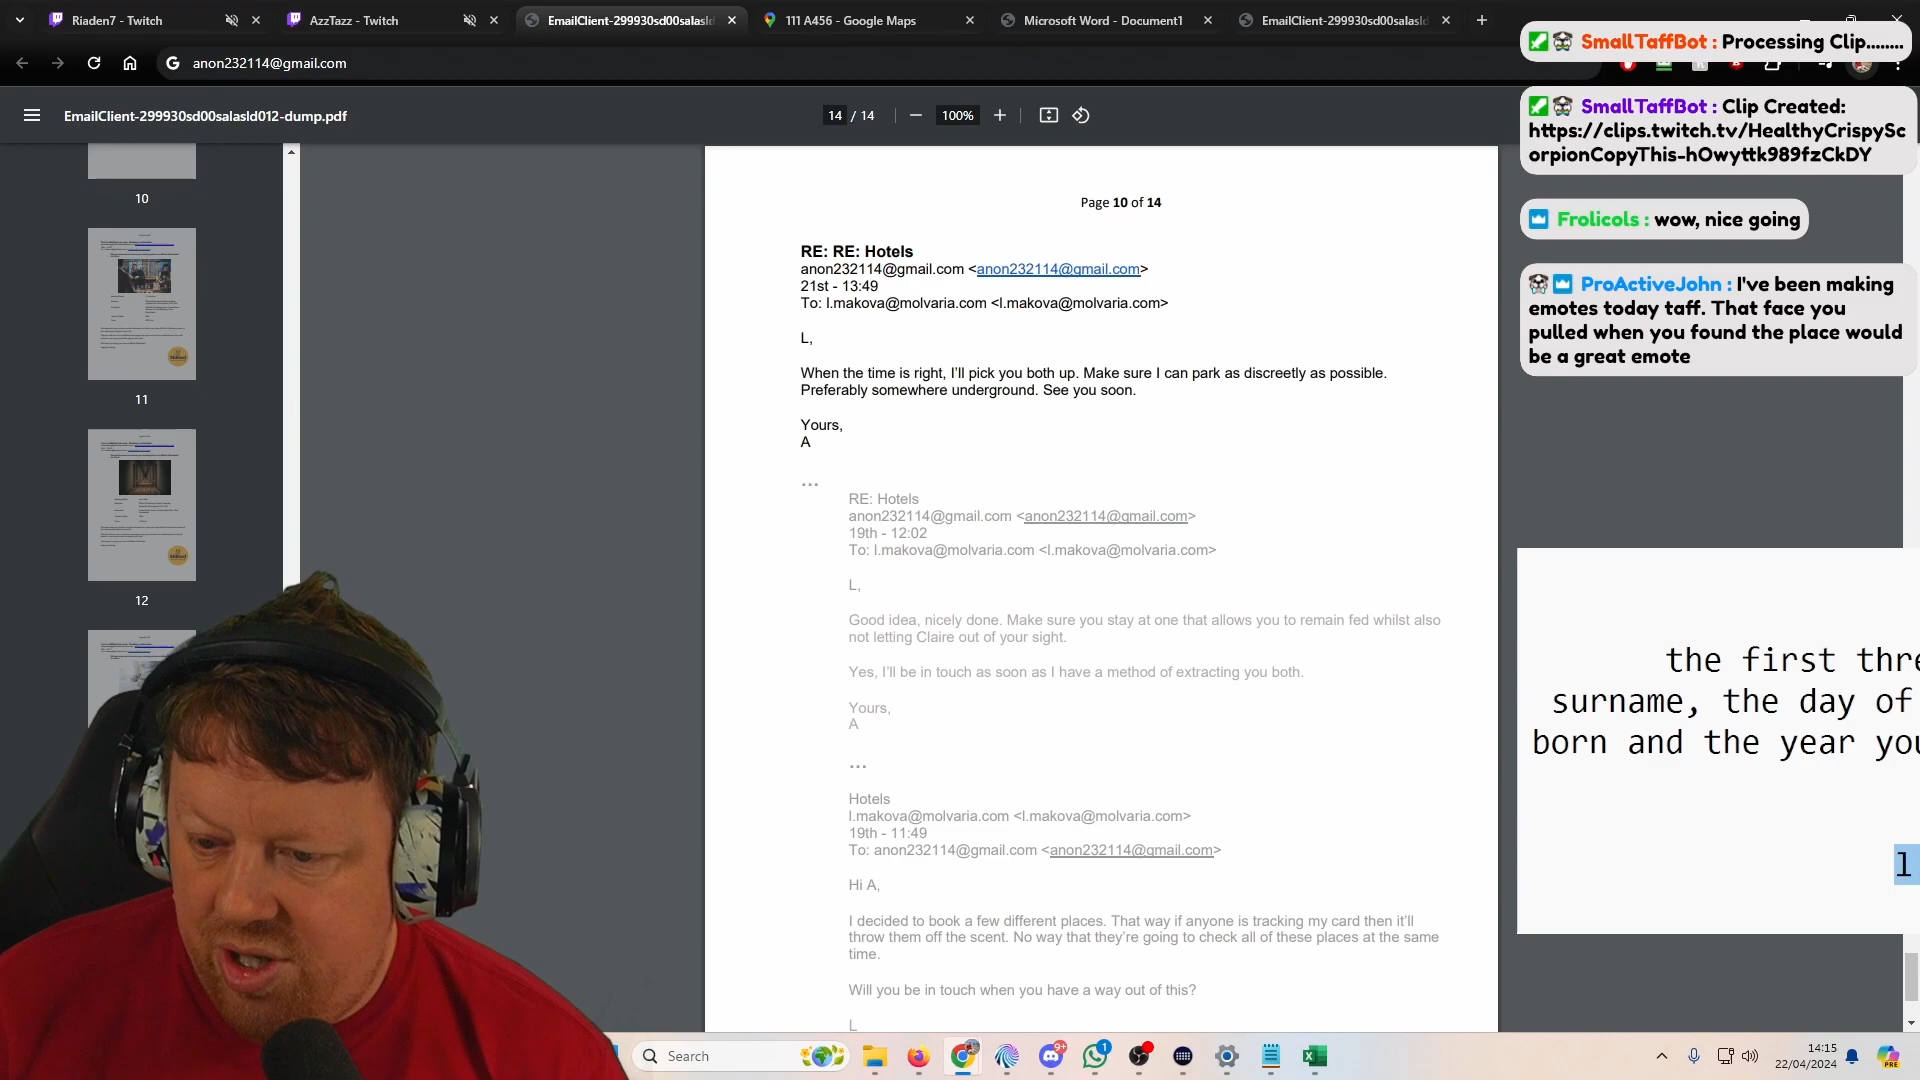 Riaden7 - Twitch
AzzTazz - Twitch
EmailClient-299930sd00salasld
111 A456 - Google Maps
Microsoft Word - Document1
EmailClient-299930sd00salasld
anon232114@gmail.com
EmailClient-299930sd00salasld012-dump.pdf
14 / 14
100%
10
11
12
Page 10 of 14
RE: RE: Hotels
anon232114@gmail.com <anon232114@gmail.com>
21st - 13:49
To: l.makova@molvaria.com <l.makova@molvaria.com>
L,
When the time is right, I'll pick you both up. Make sure I can park as discreetly as possible.
Preferably somewhere underground. See you soon.
Yours,
A
...
RE: Hotels
anon232114@gmail.com <anon232114@gmail.com>
19th - 12:02
To: l.makova@molvaria.com <l.makova@molvaria.com>
L,
Good idea, nicely done. Make sure you stay at one that allows you to remain fed whilst also
not letting Claire out of your sight.
Yes, I'll be in touch as soon as I have a method of extracting you both.
Yours,
A
...
Hotels
l.makova@molvaria.com <l.makova@molvaria.com>
19th - 11:49
To: anon232114@gmail.com <anon232114@gmail.com>
Hi A,
I decided to book a few different places. That way if anyone is tracking my card then it'll
throw them off the scent. No way that they're going to check all of these places at the same
time.
Will you be in touch when you have a way out of this?
L
SmallTaffBot : Processing Clip........
SmallTaffBot : Clip Created:
https://clips.twitch.tv/HealthyCrispySc
orpionCopyThis-hOwyttk989fzCkDY
Frolicols : wow, nice going
ProActiveJohn : I've been making
emotes today taff. That face you
pulled when you found the place would
be a great emote
the first thre
surname, the day of
born and the year you
l
Search
9+
1
14:15
22/04/2024
PRE